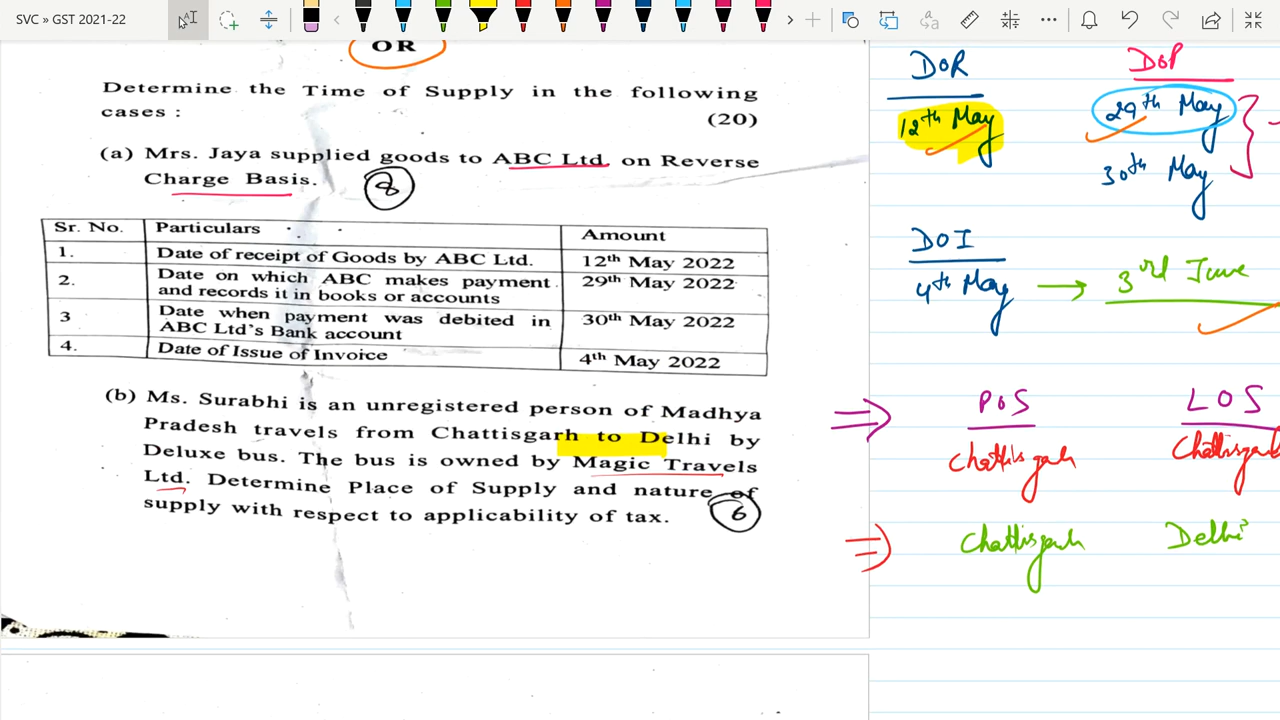 SVC » GST 2021-22
OR
Determine the Time of Supply in the following
cases :
(20)
(a) Mrs. Jaya supplied goods to ABC Ltd. on Reverse
Charge Basis.
8
Sr. No. Particulars Amount
1. Date of receipt of Goods by ABC Ltd. 12th May 2022
2. Date on which ABC makes payment 29th May 2022
and records it in books or accounts
3 Date when payment was debited in 30th May 2022
ABC Ltd's Bank account
4. Date of Issue of Invoice 4th May 2022
(b) Ms. Surabhi is an unregistered person of Madhya
Pradesh travels from Chattisgarh to Delhi by
Deluxe bus. The bus is owned by Magic Travels
Ltd. Determine Place of Supply and nature of
supply with respect to applicability of tax.
6
DOR DOP
12th May 29th May
30th May
DOI
4th May → 3rd June
⇒ POS LOS
Chattisgarh Chattisgarh
⇒ Chattisgarh Delhi